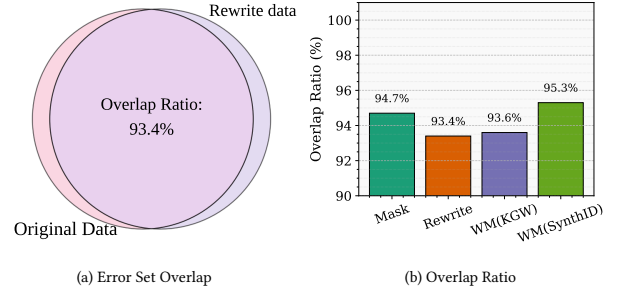 Rewrite data
Overlap Ratio:
93.4%
Original Data
(a) Error Set Overlap
Overlap Ratio (%)
100
98
96
94
92
90
94.7%
93.4%
93.6%
95.3%
Mask
Rewrite
WM(KGW)
WM(SynthID)
(b) Overlap Ratio